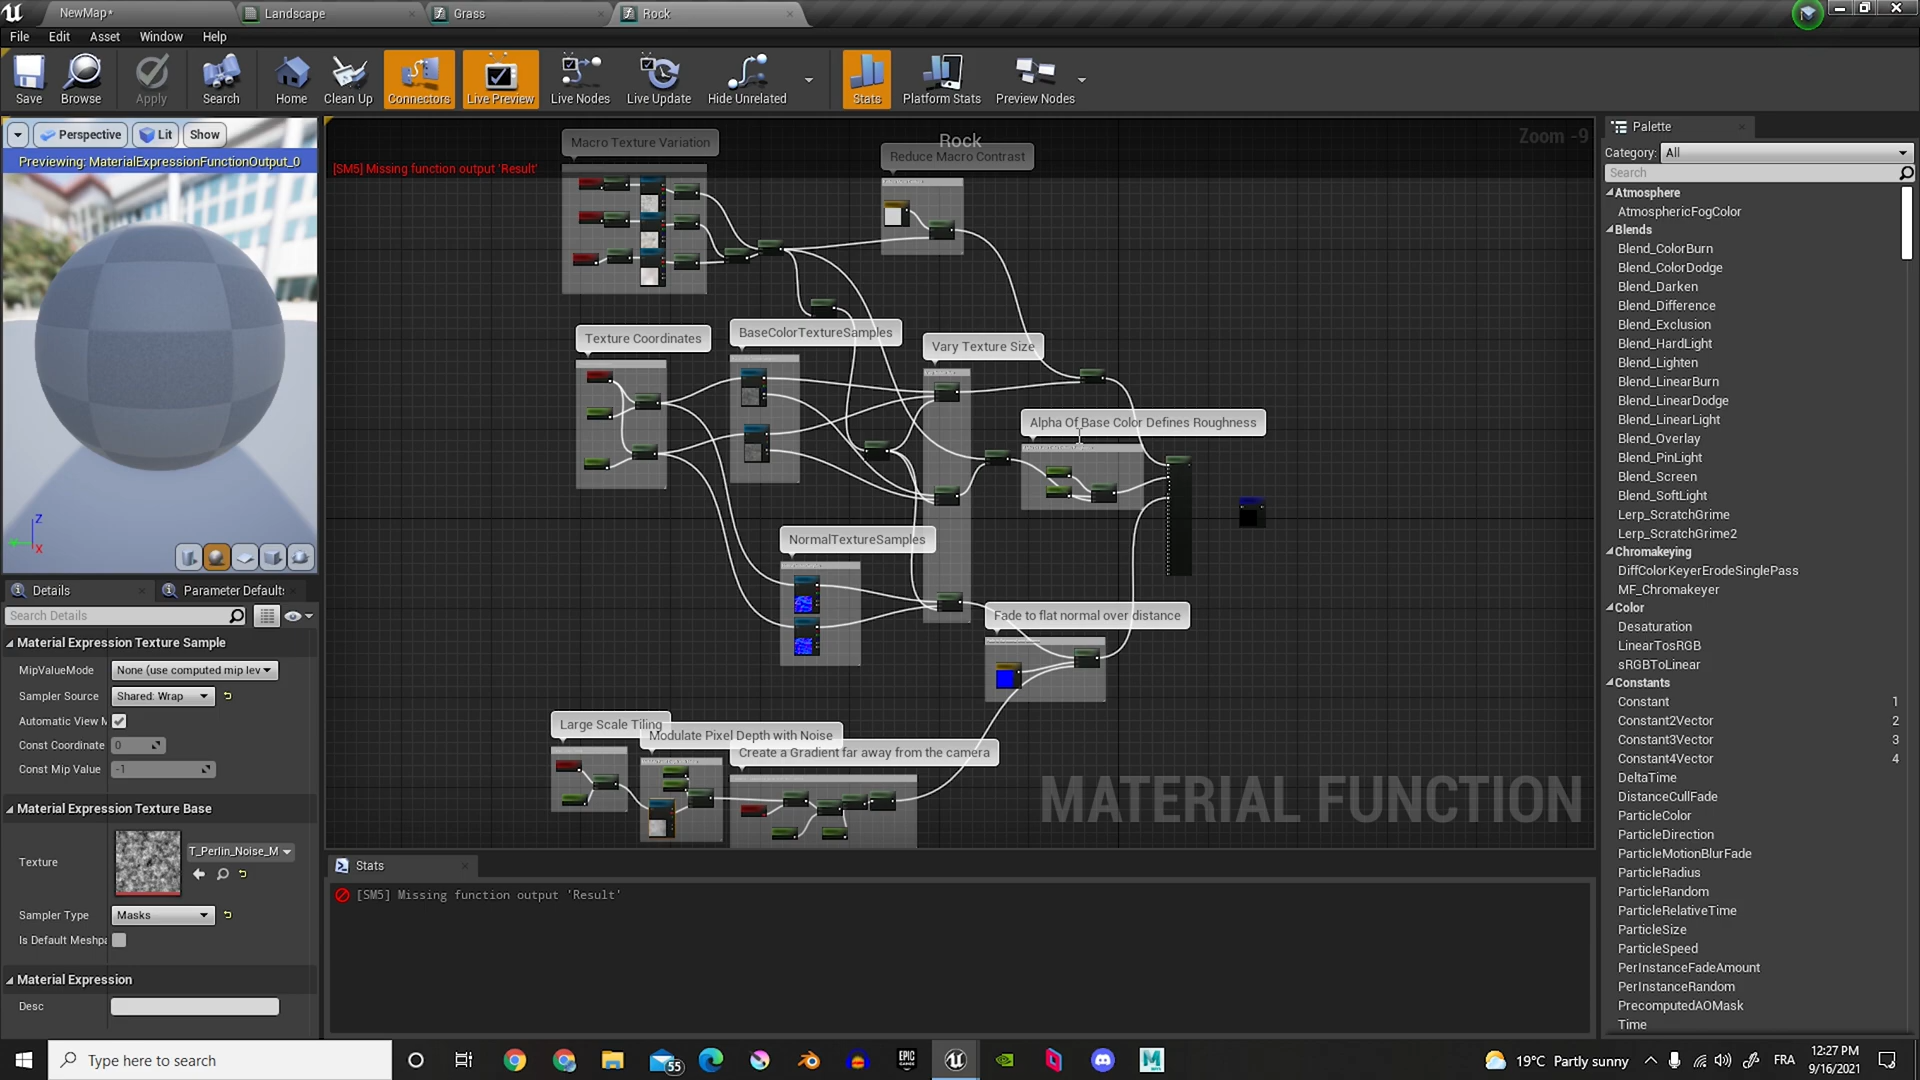 NewMap*
Landscape
Grass
Rock
File
Edit
Asset
Window
Help
Save
Browse
Apply
Search
Home
Clean Up
Connectors
Live Preview
Live Nodes
Live Update
Hide Unrelated
Stats
Platform Stats
Preview Nodes
Perspective
Lit
Show
Previewing: MaterialExpressionFunctionOutput_0
Z
X
Details
Parameter Default:
Search Details
Material Expression Texture Sample
MipValueMode
None (use computed mip lev
Sampler Source
Shared: Wrap
Automatic View M
Const Coordinate
0
Const Mip Value
-1
Material Expression Texture Base
Texture
T_Perlin_Noise_M
Sampler Type
Masks
Is Default Meshpa
Material Expression
Desc
Rock
Zoom -9
[SM5] Missing function output 'Result'
Macro Texture Variation
Reduce Macro Contrast
Texture Coordinates
BaseColorTextureSamples
Vary Texture Size
Alpha Of Base Color Defines Roughness
NormalTextureSamples
Fade to flat normal over distance
Large Scale Tiling
Modulate Pixel Depth with Noise
Create a Gradient far away from the camera
MATERIAL FUNCTION
Stats
[SM5] Missing function output 'Result'
Palette
Category:
All
Search
Atmosphere
AtmosphericFogColor
Blends
Blend_ColorBurn
Blend_ColorDodge
Blend_Darken
Blend_Difference
Blend_Exclusion
Blend_HardLight
Blend_Lighten
Blend_LinearBurn
Blend_LinearDodge
Blend_LinearLight
Blend_Overlay
Blend_PinLight
Blend_Screen
Blend_SoftLight
Lerp_ScratchGrime
Lerp_ScratchGrime2
Chromakeying
DiffColorKeyerErodeSinglePass
MF_Chromakeyer
Color
Desaturation
LinearTosRGB
sRGBToLinear
Constants
Constant 1
Constant2Vector 2
Constant3Vector 3
Constant4Vector 4
DeltaTime
DistanceCullFade
ParticleColor
ParticleDirection
ParticleMotionBlurFade
ParticleRadius
ParticleRandom
ParticleRelativeTime
ParticleSize
ParticleSpeed
PerInstanceFadeAmount
PerInstanceRandom
PrecomputedAOMask
Time
Type here to search
55
EPIC
GAMES
M
19°C Partly sunny
FRA
12:27 PM
9/16/2021